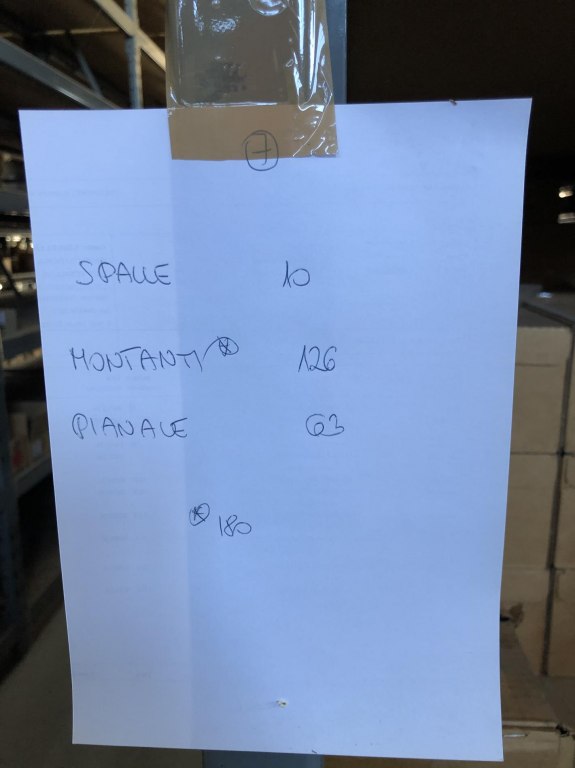 7
SPALLE 10
MONTANTI * 126
PIANALE 63
* 180